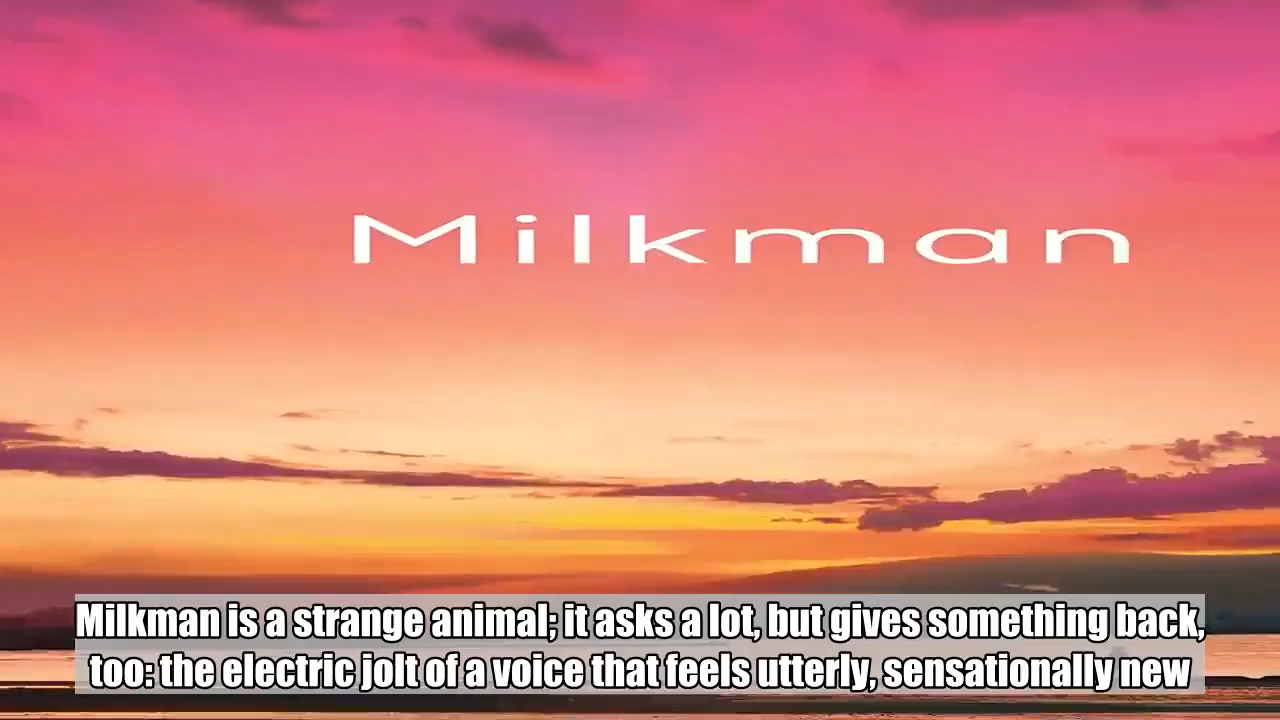 Milkman
Milkman is a strange animal; it asks a lot, but gives something back,
too: the electric jolt of a voice that feels utterly, sensationally new